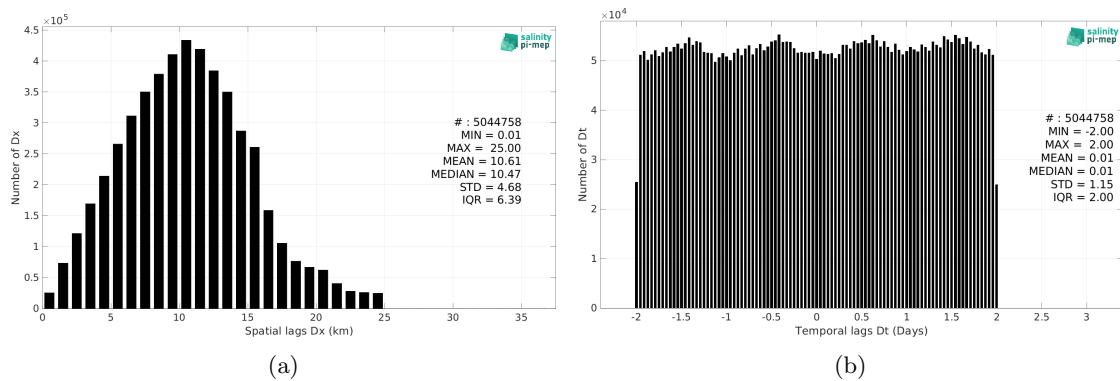 ×10⁵
4.5
4
3.5
3
2.5
2
1.5
1
0.5
0
Number of Dx
0 5 10 15 20 25 30 35
Spatial lags Dx (km)
salinity
pi-mep
# : 5044758
MIN = 0.01
MAX = 25.00
MEAN = 10.61
MEDIAN = 10.47
STD = 4.68
IQR = 6.39
(a)
×10⁴
5
4
3
2
1
0
Number of Dt
-2 -1.5 -1 -0.5 0 0.5 1 1.5 2 2.5 3
Temporal lags Dt (Days)
salinity
pi-mep
# : 5044758
MIN = -2.00
MAX = 2.00
MEAN = 0.01
MEDIAN = 0.01
STD = 1.15
IQR = 2.00
(b)